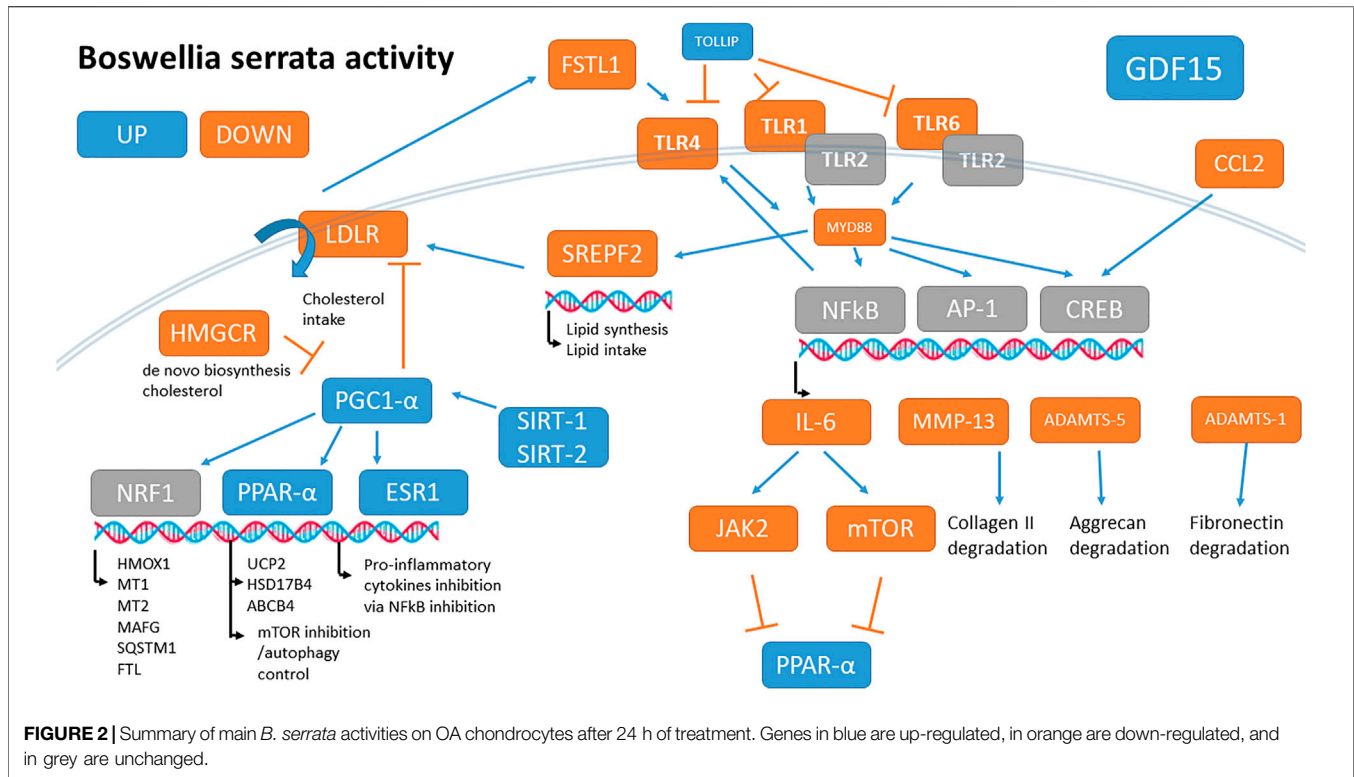 Boswellia serrata activity
UP
DOWN
FSTL1
TOLLIP
GDF15
TLR4
TLR1
TLR2
TLR6
TLR2
CCL2
LDLR
SREPF2
MYD88
Cholesterol
intake
HMGCR
de novo biosynthesis
cholesterol
Lipid synthesis
Lipid intake
NFkB
AP-1
CREB
PGC1-α
SIRT-1
SIRT-2
IL-6
MMP-13
ADAMTS-5
ADAMTS-1
NRF1
PPAR-α
ESR1
JAK2
mTOR
Collagen II
degradation
Aggrecan
degradation
Fibronectin
degradation
HMOX1
MT1
MT2
MAFG
SQSTM1
FTL
UCP2
HSD17B4
ABCB4
mTOR inhibition
/autophagy
control
Pro-inflammatory
cytokines inhibition
via NFkB inhibition
PPAR-α
FIGURE 2 | Summary of main B. serrata activities on OA chondrocytes after 24 h of treatment. Genes in blue are up-regulated, in orange are down-regulated, and
in grey are unchanged.